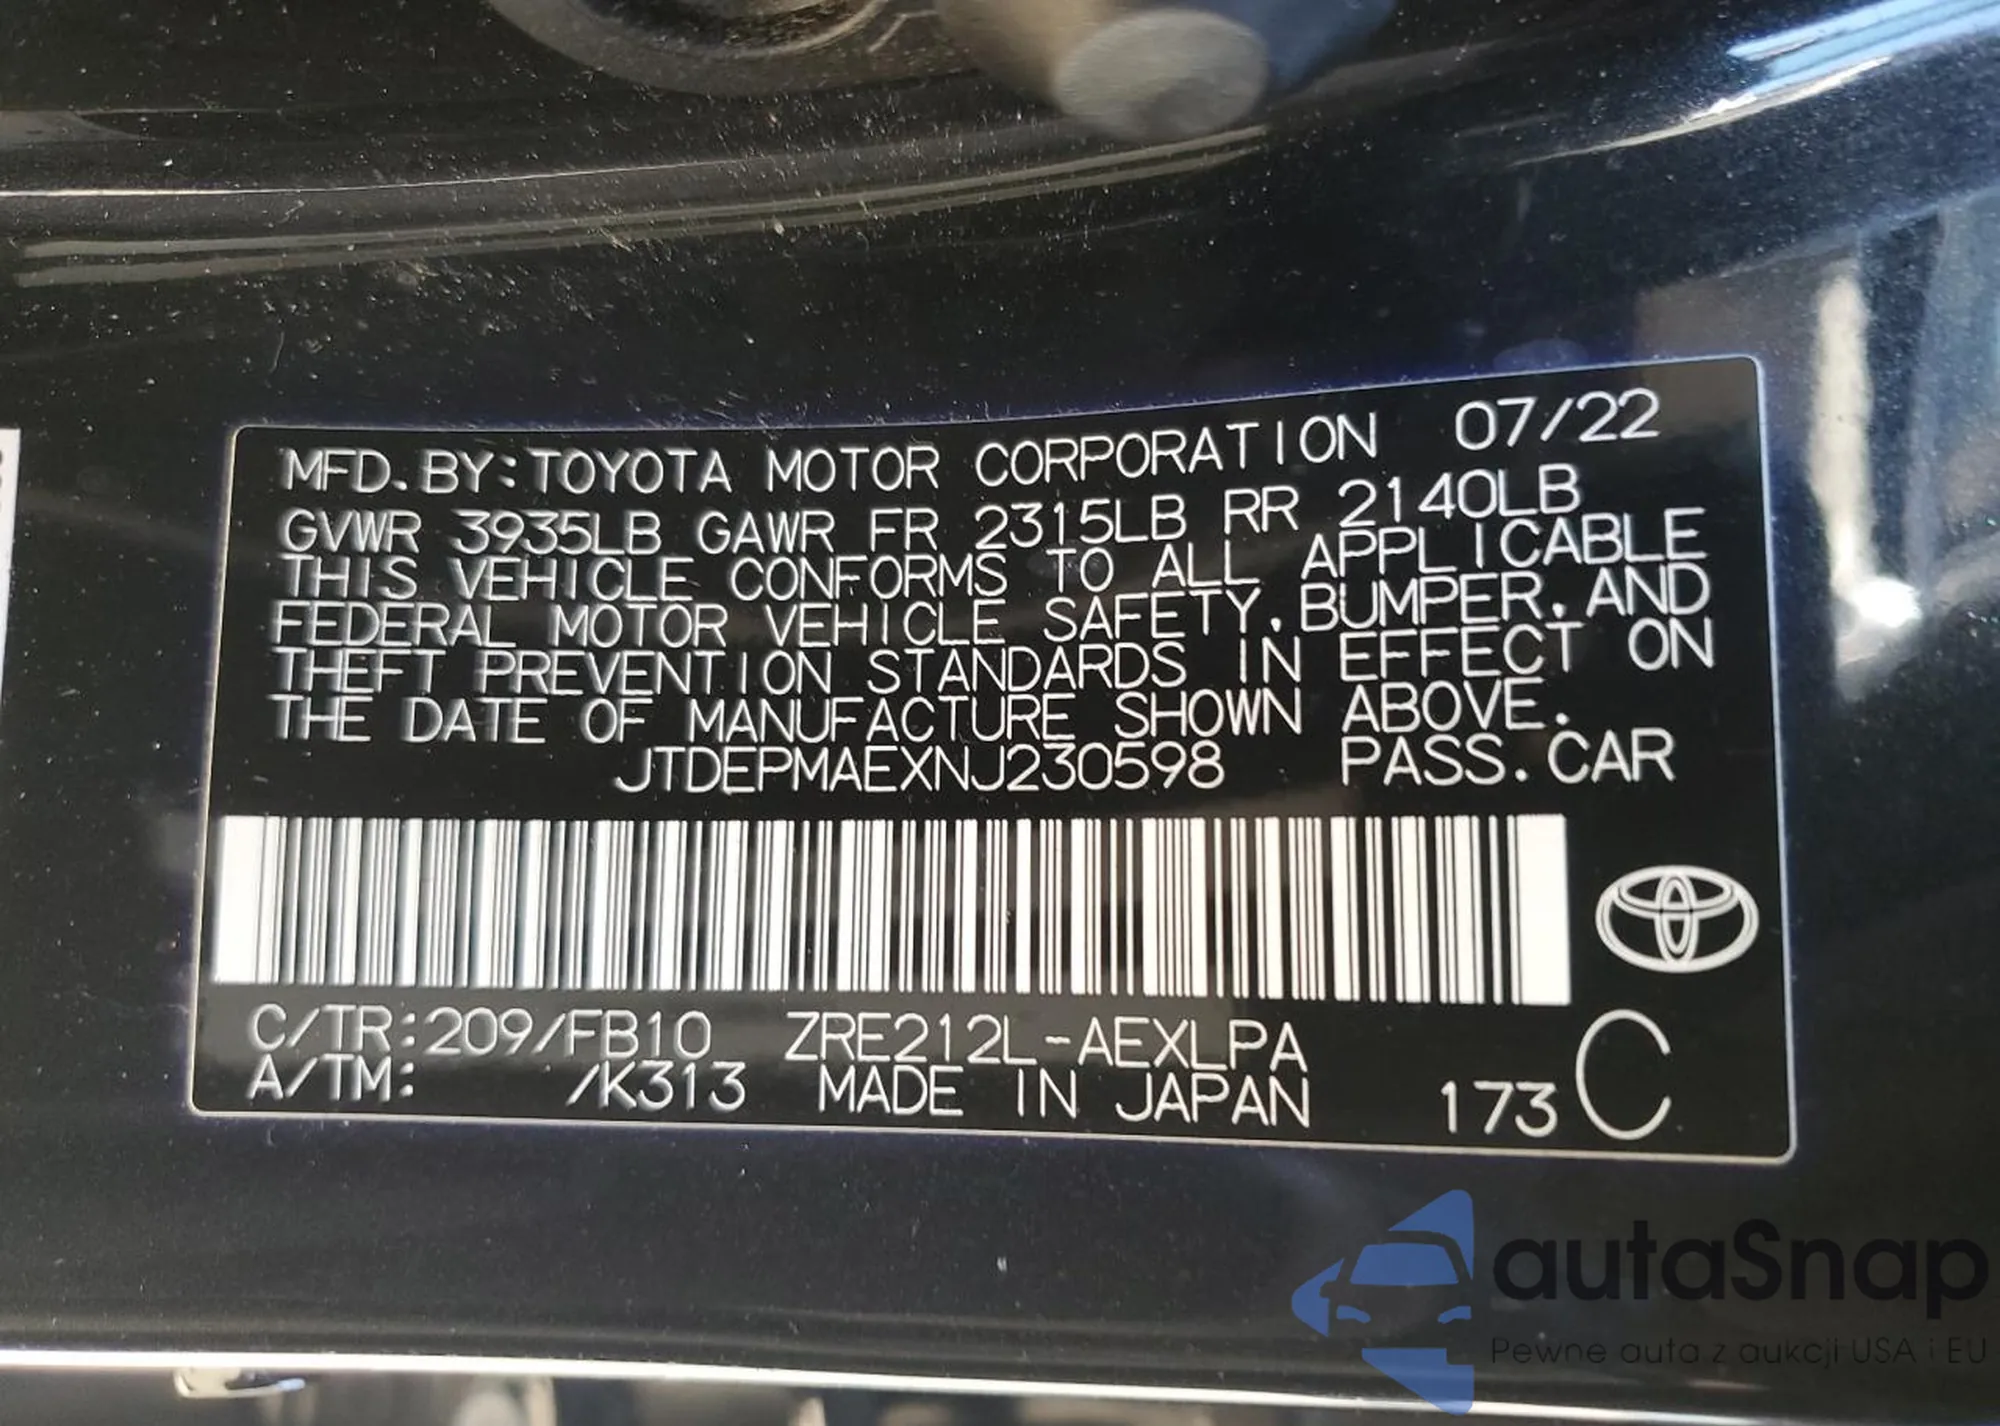 MFD. BY:TOYOTA MOTOR CORPORATION 07/22
GVWR 3935LB GAWR FR 2315LB RR 2140LB
THIS VEHICLE CONFORMS TO ALL APPLICABLE
FEDERAL MOTOR VEHICLE SAFETY, BUMPER, AND
THEFT PREVENTION STANDARDS IN EFFECT ON
THE DATE OF MANUFACTURE SHOWN ABOVE.
JTDEPMAEXNJ230598 PASS. CAR
C/TR:209/FB10 ZRE212L-AEXLPA
A/TM: /K313 MADE IN JAPAN 173 C
autaSnap
Pewne auta z aukcji USA i EU